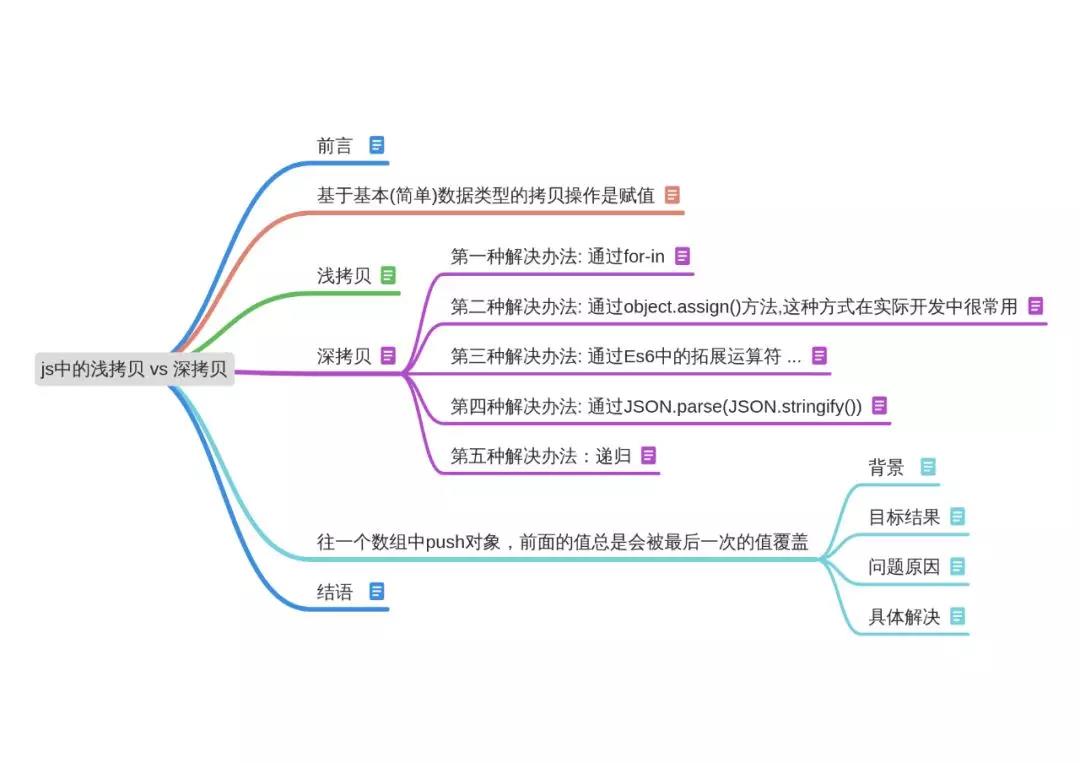 前言
基于基本(简单)数据类型的拷贝操作是赋值
浅拷贝
js中的浅拷贝 vs 深拷贝
深拷贝
第一种解决办法: 通过for-in
第二种解决办法: 通过object.assign()方法,这种方式在实际开发中很常用
第三种解决办法: 通过Es6中的拓展运算符 ...
第四种解决办法: 通过JSON.parse(JSON.stringify())
第五种解决办法：递归
往一个数组中push对象，前面的值总是会被最后一次的值覆盖
背景
目标结果
问题原因
具体解决
结语